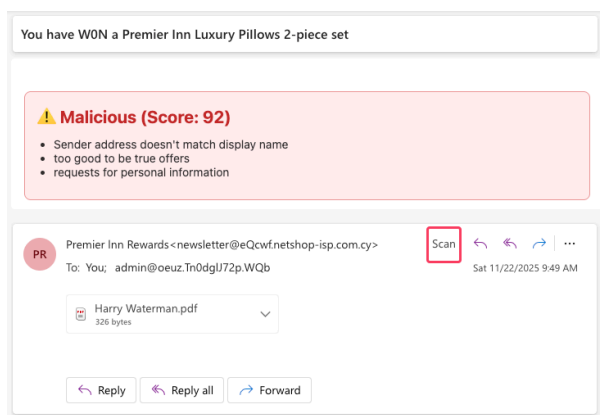 You have W0N a Premier Inn Luxury Pillows 2-piece set
⚠️ Malicious (Score: 92)
• Sender address doesn't match display name
• too good to be true offers
• requests for personal information
PR
Premier Inn Rewards<newsletter@eQcwf.netshop-isp.com.cy>
Scan
To: You; admin@oeuz.Tn0dglJ72p.WQb
Sat 11/22/2025 9:49 AM
Harry Waterman.pdf
326 bytes
Reply
Reply all
Forward